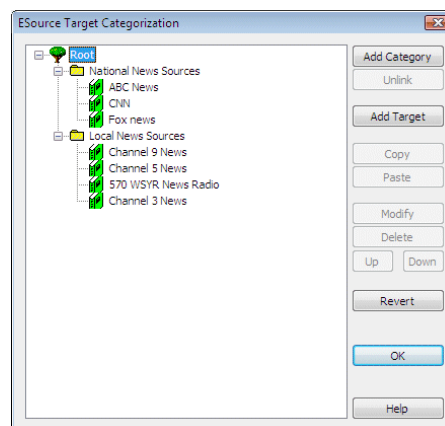 ESource Target Categorization
Root
National News Sources
ABC News
CNN
Fox news
Local News Sources
Channel 9 News
Channel 5 News
570 WSYR News Radio
Channel 3 News
Add Category
Unlink
Add Target
Copy
Paste
Modify
Delete
Up Down
Revert
OK
Help